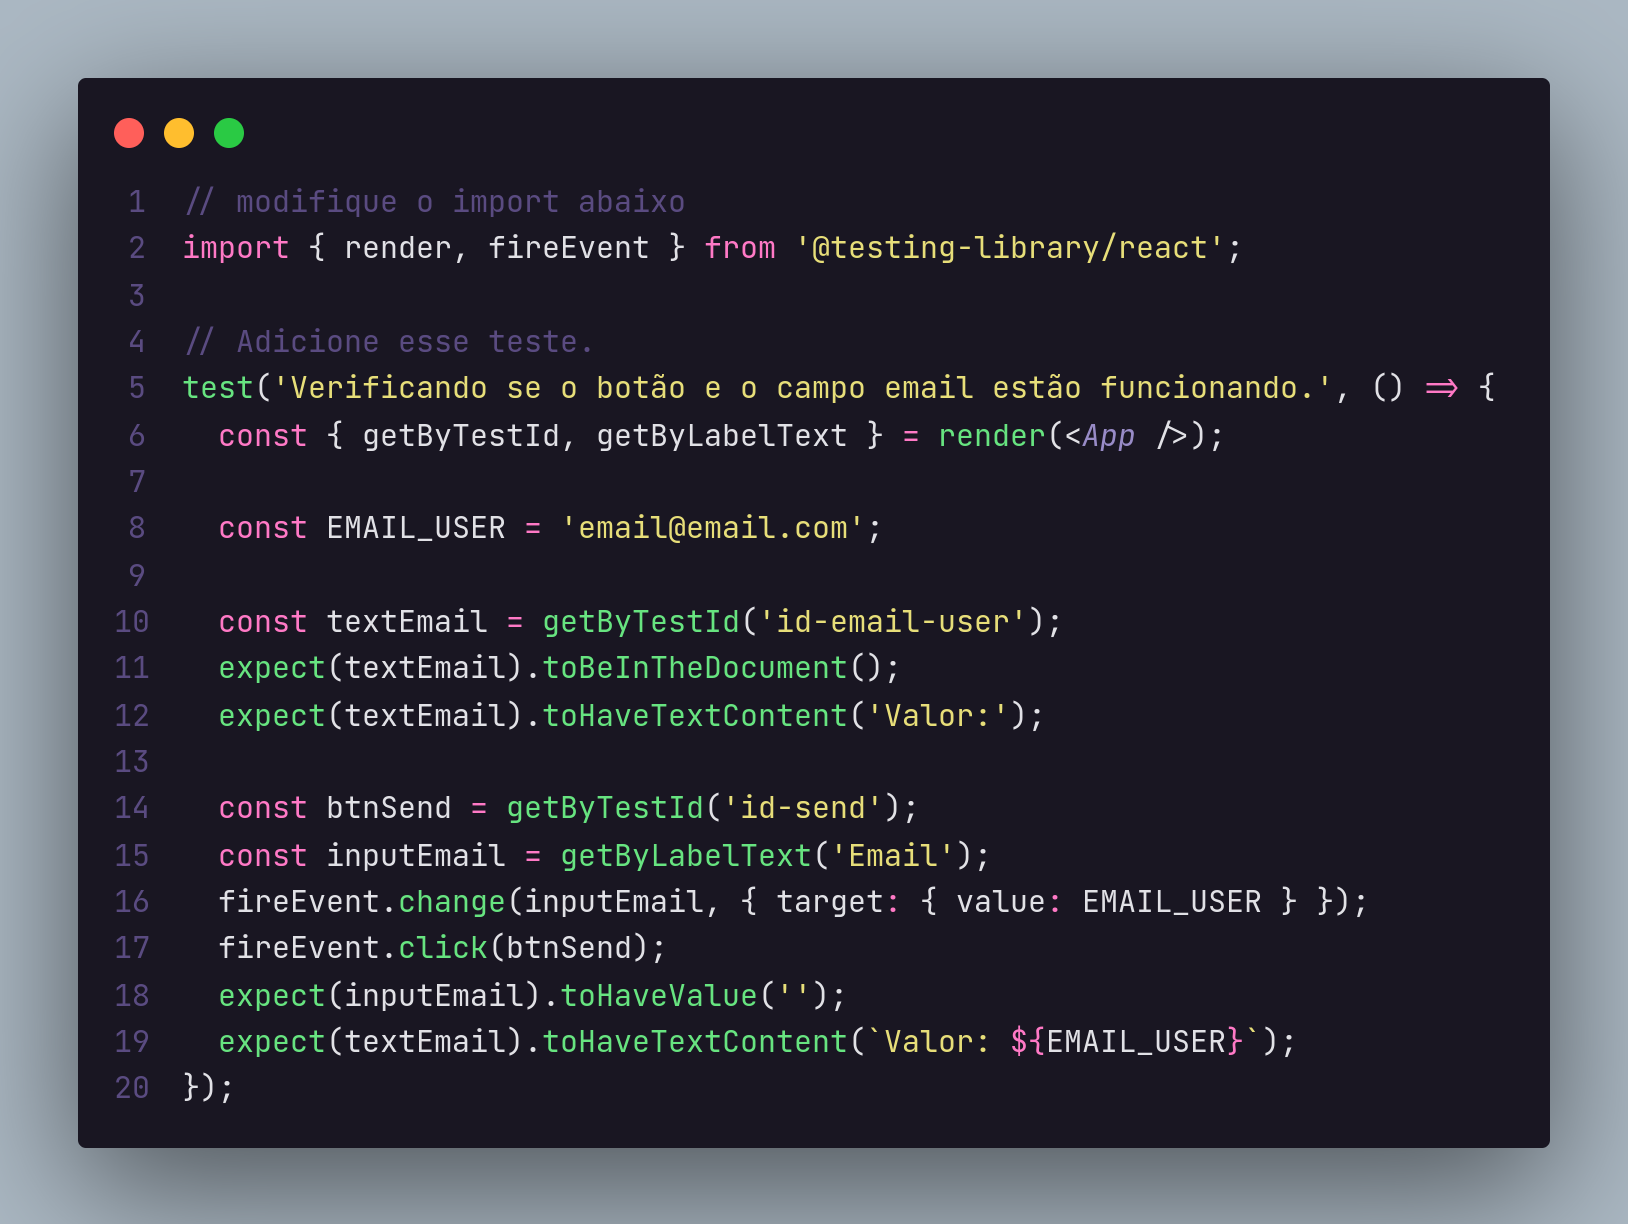 1 // modifique o import abaixo
2 import { render, fireEvent } from '@testing-library/react';
3
4 // Adicione esse teste.
5 test('Verificando se o botão e o campo email estão funcionando.', () => {
6   const { getByTestId, getByLabelText } = render(<App />);
7
8   const EMAIL_USER = 'email@email.com';
9
10   const textEmail = getByTestId('id-email-user');
11   expect(textEmail).toBeInTheDocument();
12   expect(textEmail).toHaveTextContent('Valor:');
13
14   const btnSend = getByTestId('id-send');
15   const inputEmail = getByLabelText('Email');
16   fireEvent.change(inputEmail, { target: { value: EMAIL_USER } });
17   fireEvent.click(btnSend);
18   expect(inputEmail).toHaveValue('');
19   expect(textEmail).toHaveTextContent(`Valor: ${EMAIL_USER}`);
20 });